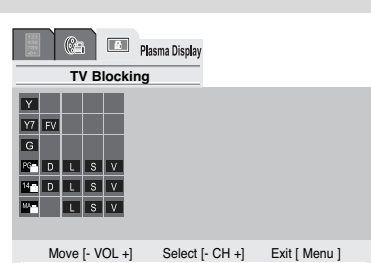 Plasma Display
TV Blocking
Y
Y7 FV
G
PG D L S V
14 D L S V
MA L S V
Move [- VOL +] Select [- CH +] Exit [ Menu ]